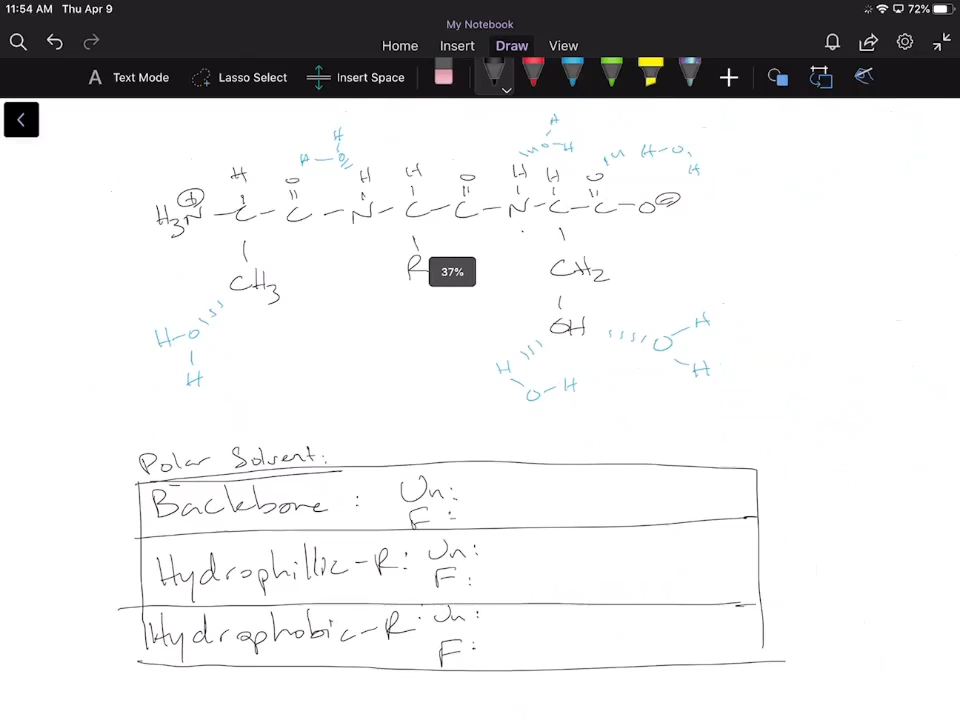 11:54 AM Thu Apr 9
72%
My Notebook
Home Insert Draw View
A Text Mode Lasso Select Insert Space
H
A
H-O
H
A-O
O-H
H
H O H H O H H O
H3N + - C - C - N - C - C - N - C - C - O -
CH3 R CH2
37%
OH
H-O H
O
H H H
O-H
Polar Solvent:
Backbone : Un:
F :
Hydrophillic-R: Un:
F:
Hydrophobic-R: Un:
F: